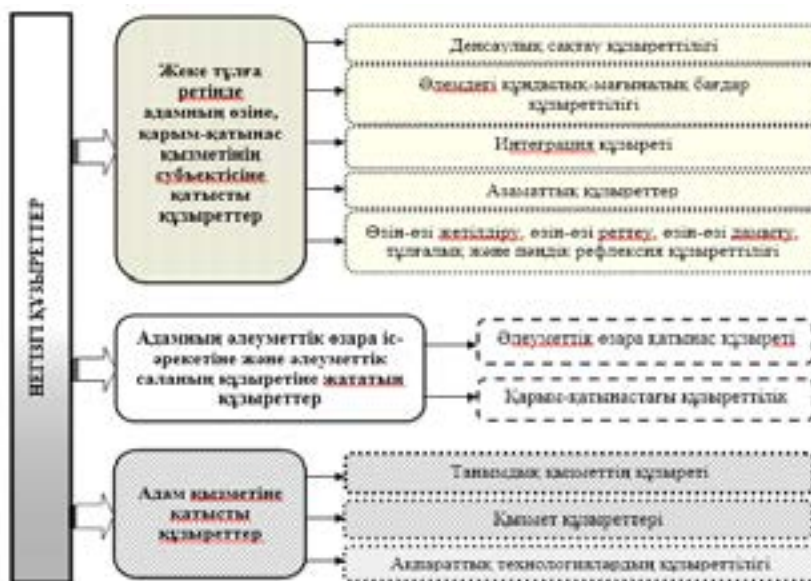 НЕГІЗГІ ҚҰЗЫРЕТТЕР
Жеке тұлға
ретінде
адамның өзіне,
қарым-қатынас
қызметінің
субъектісіне
қатысты
құзыреттер
Денсаулық сақтау құзыреттілігі
Әлемдегі құндылық-мағыналық бағдар
құзыреттілігі
Интеграция құзыреті
Азаматтық құзыреттер
Өзін-өзі жетілдіру, өзін-өзі реттеу, өзін-өзі дамыту,
тұлғалық және пәндік рефлексия құзыреттілігі
Адамның әлеуметтік өзара іс-
әрекетіне және әлеуметтік
саланың құзыретіне жататын
құзыреттер
Әлеуметтік өзара қатынас құзыреті
Қарым-қатынастағы құзыреттілік
Адам қызметіне
қатысты
құзыреттер
Танымдық қызметтің құзыреті
Қызмет құзыреттері
Ақпараттық технологиялардың құзыреттілігі